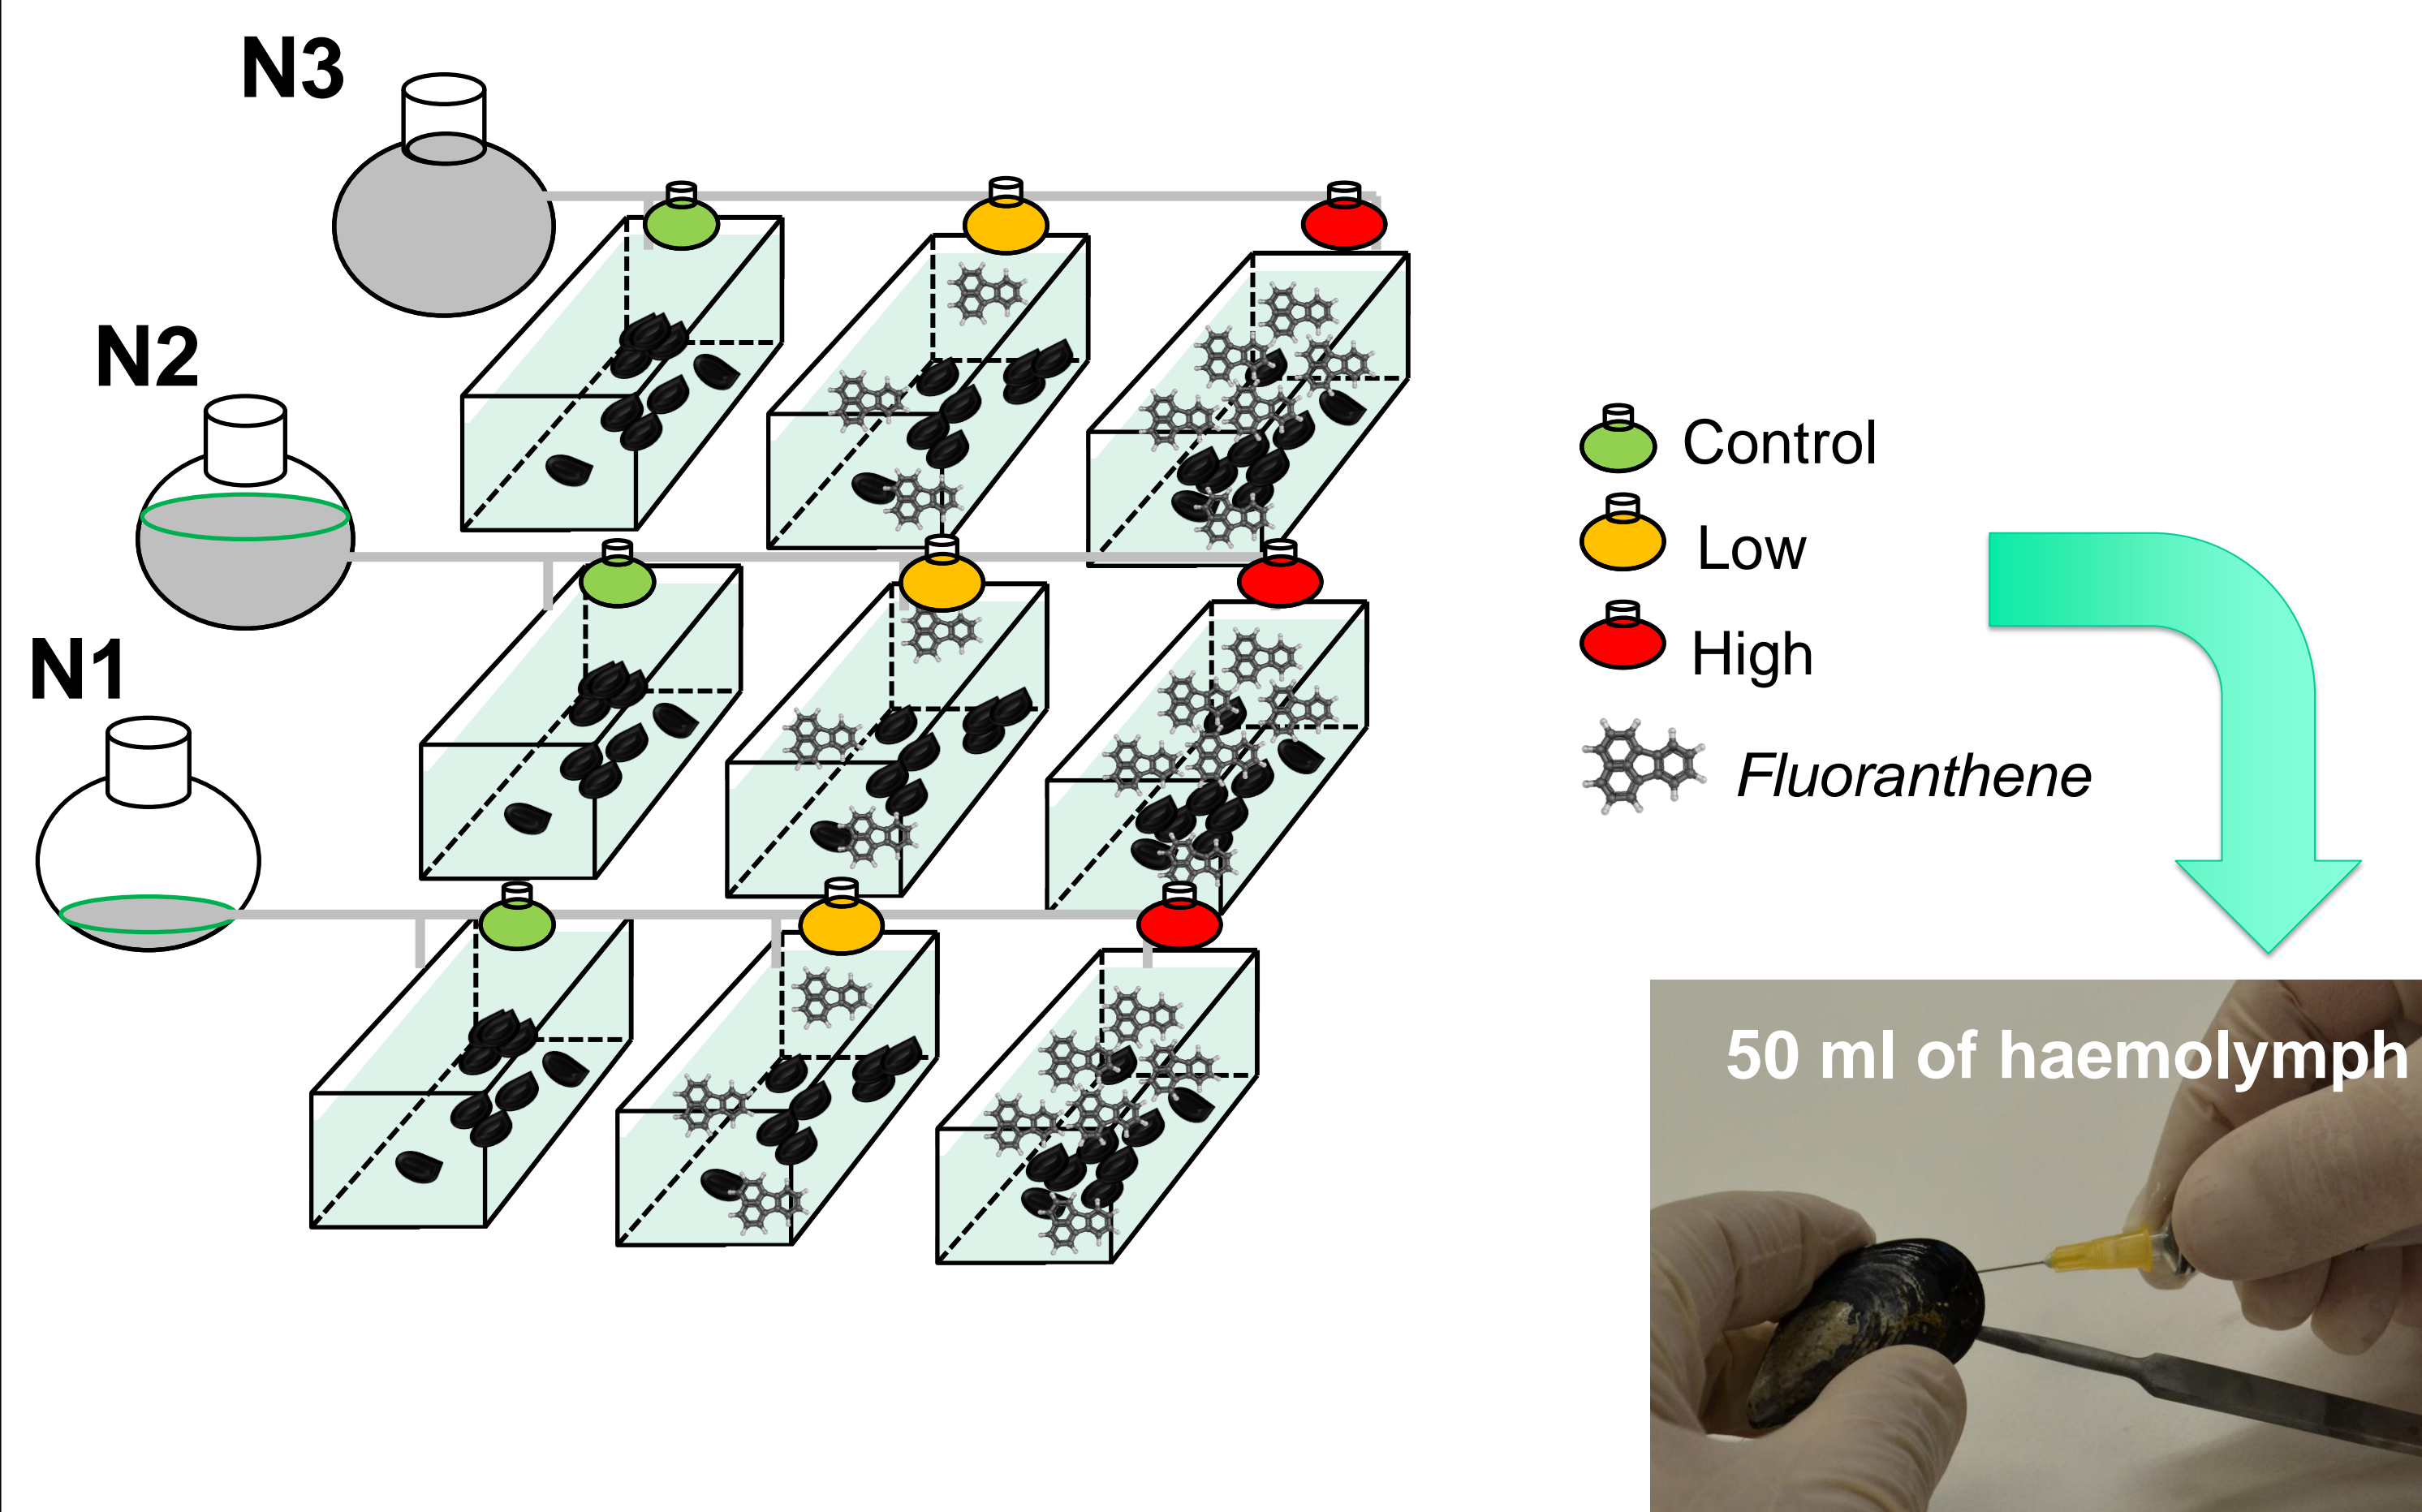 N3
N2
N1
Control
Low
High
Fluoranthene
50 ml of haemolymph